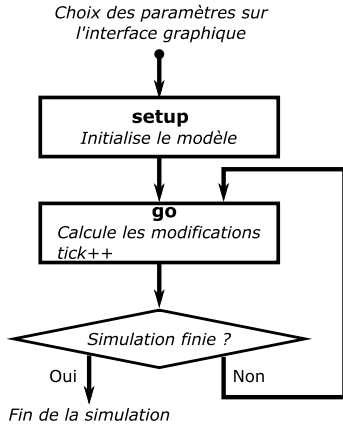 Choix des paramètres sur
l'interface graphique
setup
Initialise le modèle
go
Calcule les modifications
tick++
Simulation finie ?
Oui
Non
Fin de la simulation